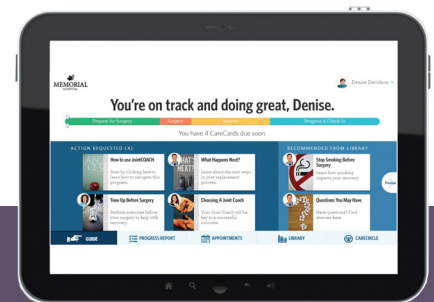 MEMORIAL
HOSPITAL
Denise Davidson
You're on track and doing great, Denise.
Prepare for Surgery
Surgery
Recovery
Progress & Check-In
You have 4 CareCards due soon.
ACTION REQUESTED (4)
RECOMMENDED FROM LIBRARY
How to use JointCOACH
Start by clicking here to
learn how to navigate this
program.
WHAT'S
NEXT?
What Happens Next?
Learn about the next steps
in joint replacement
process.
Stop Smoking Before
Surgery
Learn how smoking
impacts your recovery.
Tone Up Before Surgery
Perform exercises before
your surgery to help with
recovery.
Choosing A Joint Coach
Your Joint Coach will be
key to a successful
outcome.
Questions You May Have
Have questions? Find
answers here.
GUIDE
PROGRESS REPORT
APPOINTMENTS
LIBRARY
CARECIRCLE